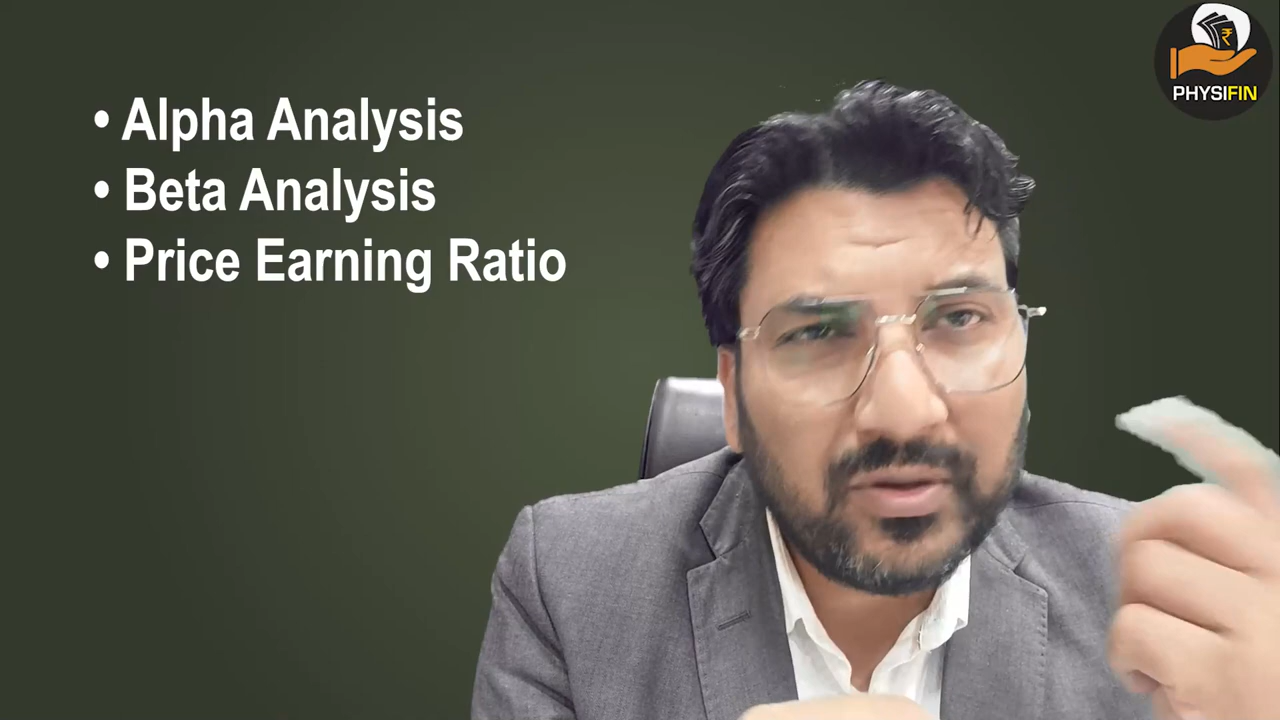 • Alpha Analysis
• Beta Analysis
• Price Earning Ratio
₹
PHYSIFIN